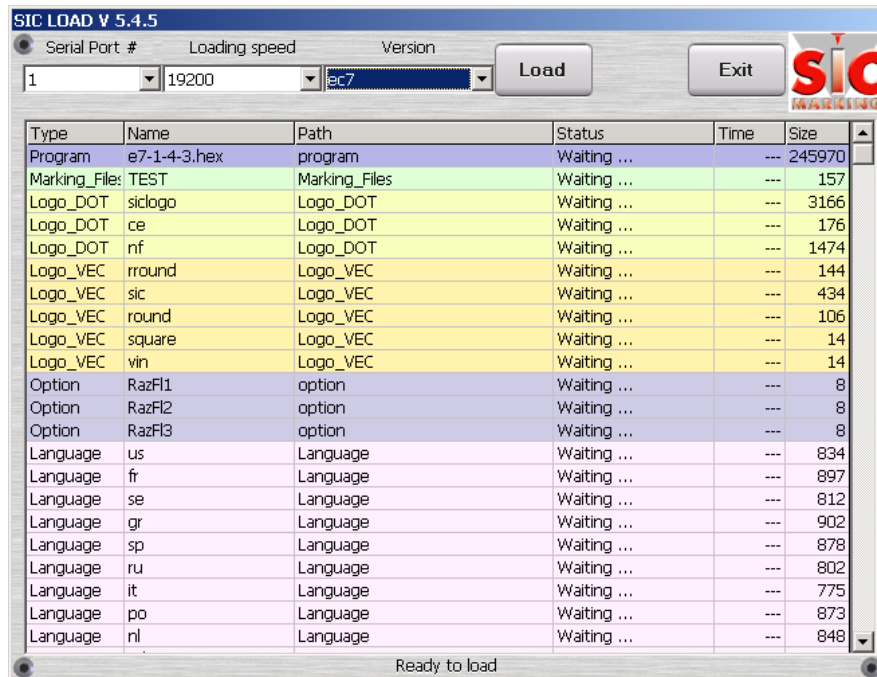 SIC LOAD V 5.4.5
Serial Port # Loading speed Version
1 19200 ec7 Load Exit
SIC
MARKING
Type Name Path Status Time Size
Program e7-1-4-3.hex program Waiting ... --- 245970
Marking_Files TEST Marking_Files Waiting ... --- 157
Logo_DOT siclogo Logo_DOT Waiting ... --- 3166
Logo_DOT ce Logo_DOT Waiting ... --- 176
Logo_DOT nf Logo_DOT Waiting ... --- 1474
Logo_VEC rround Logo_VEC Waiting ... --- 144
Logo_VEC sic Logo_VEC Waiting ... --- 434
Logo_VEC round Logo_VEC Waiting ... --- 106
Logo_VEC square Logo_VEC Waiting ... --- 14
Logo_VEC vin Logo_VEC Waiting ... --- 14
Option RazFl1 option Waiting ... --- 8
Option RazFl2 option Waiting ... --- 8
Option RazFl3 option Waiting ... --- 8
Language us Language Waiting ... --- 834
Language fr Language Waiting ... --- 897
Language se Language Waiting ... --- 812
Language gr Language Waiting ... --- 902
Language sp Language Waiting ... --- 878
Language ru Language Waiting ... --- 802
Language it Language Waiting ... --- 775
Language po Language Waiting ... --- 873
Language nl Language Waiting ... --- 848
Ready to load